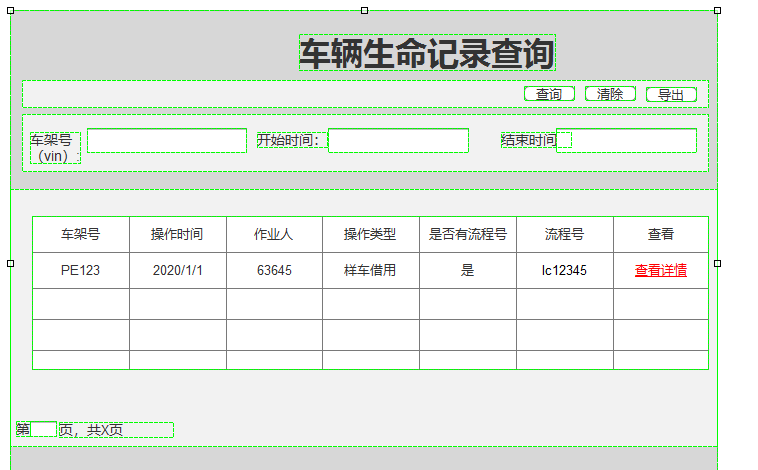 车辆生命记录查询
查询 清除 导出
车架号
（vin）: 开始时间： 结束时间
车架号 操作时间 作业人 操作类型 是否有流程号 流程号 查看
PE123 2020/1/1 63645 样车借用 是 lc12345 查看详情
第 页，共X页